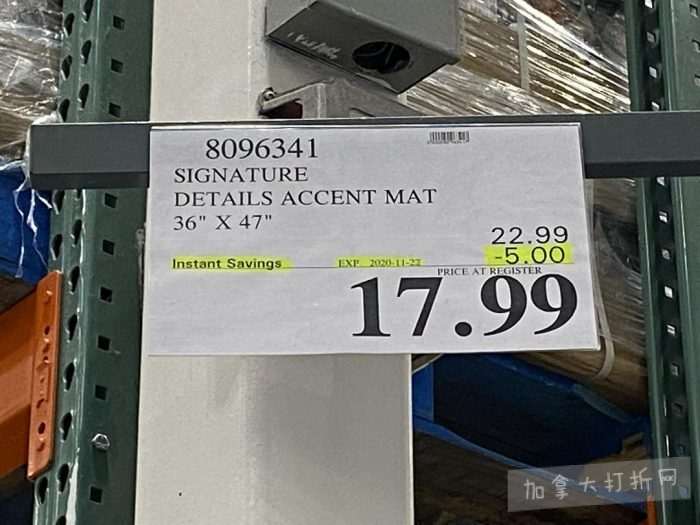 8096341
SIGNATURE
DETAILS ACCENT MAT
36" X 47"
22.99
Instant Savings EXP. 2020-11-22 -5.00
PRICE AT REGISTER
17.99
加拿大打折网